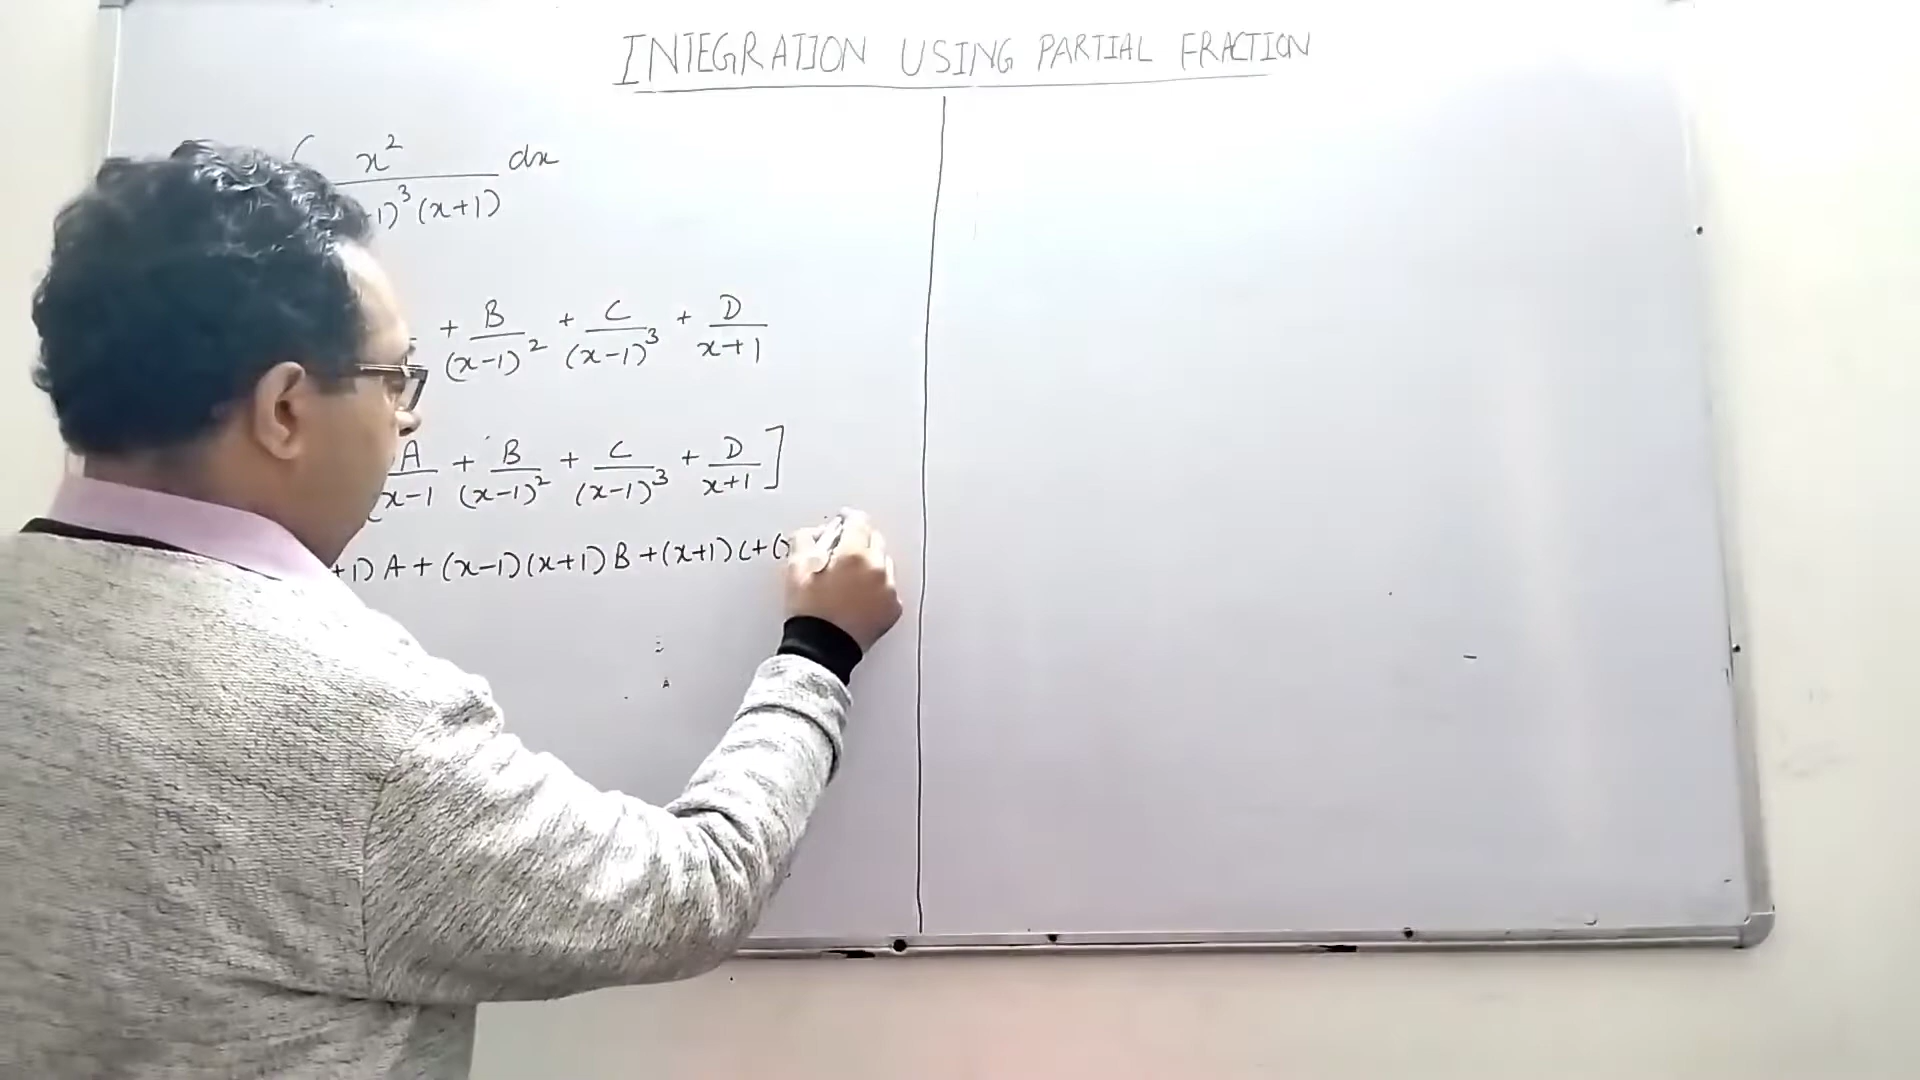 INTEGRATION USING PARTIAL FRACTION
x² dx
1)³(x+1)
+ B + C + D
(x-1)² (x-1)³ x+1
A + B + C + D ]
x-1 (x-1)² (x-1)³ x+1
+1)A+(x-1)(x+1)B+(x+1)C+(